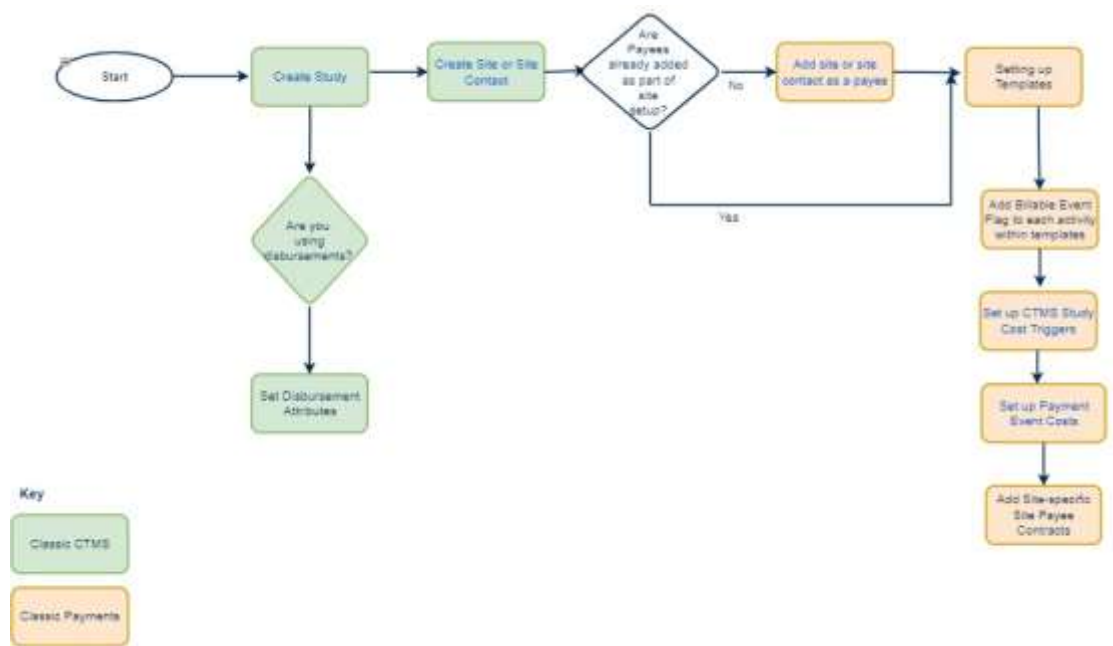 Start
Create Study
Create Site or Site
Contact
Are
Payees
already added
as part of
site
setup?
No
Add site or site
contact as a payee
Setting up
Templates
Yes
Add Billable Event
Flag to each activity
within templates
Are you
using
disbursements?
Set up CTMS Study
Cost Triggers
Set Disbursement
Attributes
Set up Payment
Event Costs
Add Site-specific
Site Payee
Contracts
Key
Classic CTMS
Classic Payments